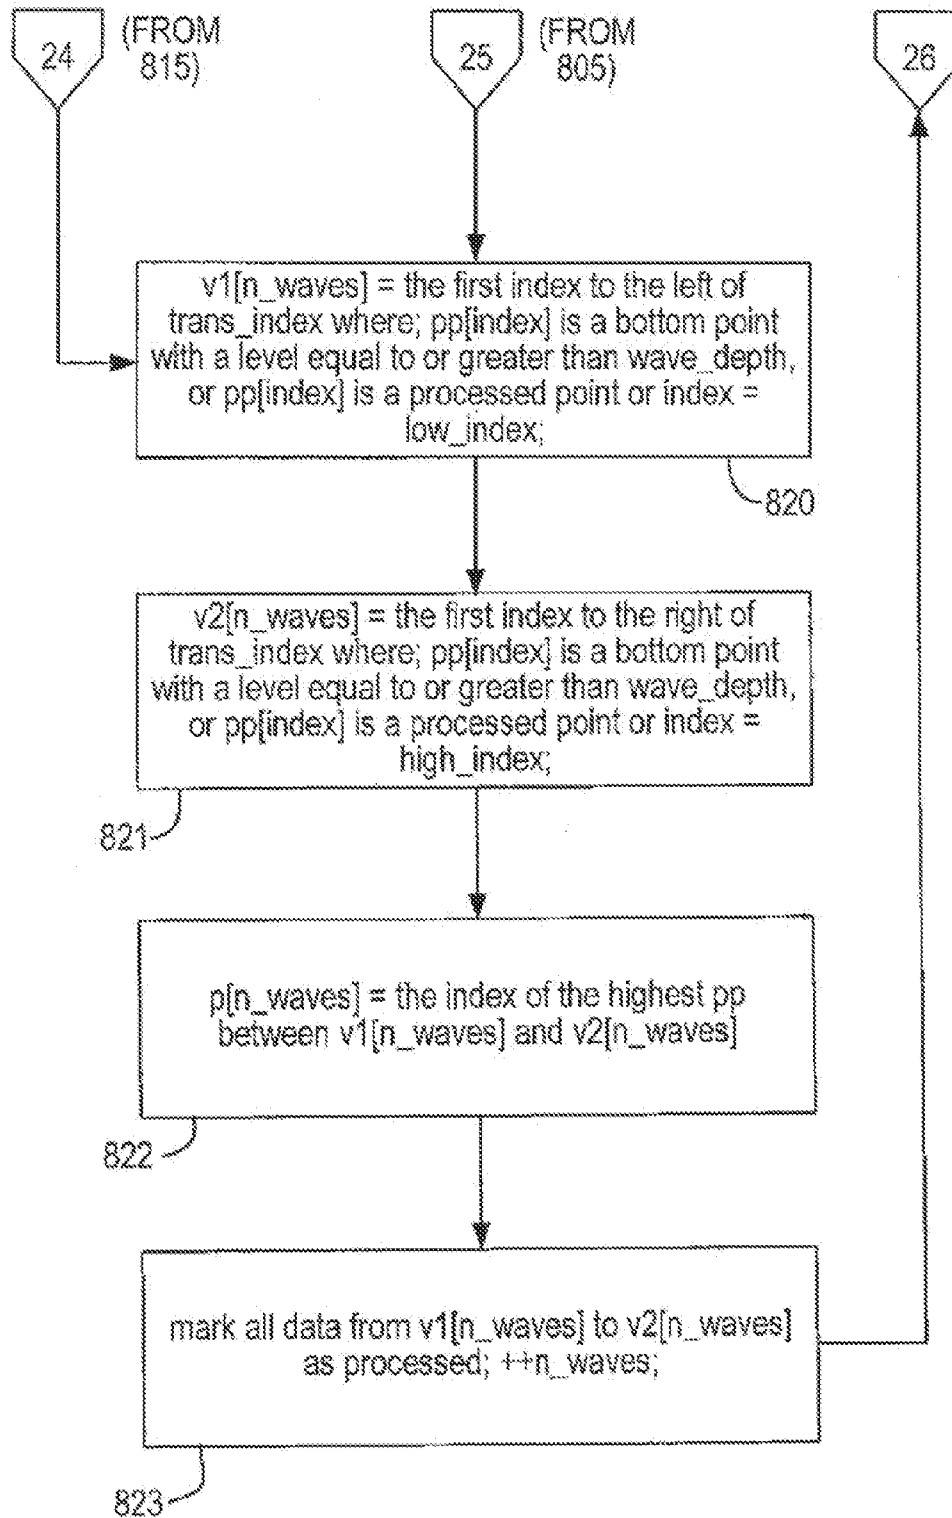 24
(FROM
815)
25
(FROM
805)
26
v1[n_waves] = the first index to the left of
trans_index where; pp[index] is a bottom point
with a level equal to or greater than wave_depth,
or pp[index] is a processed point or index =
low_index;
820
v2[n_waves] = the first index to the right of
trans_index where; pp[index] is a bottom point
with a level equal to or greater than wave_depth,
or pp[index] is a processed point or index =
high_index;
821
p[n_waves] = the index of the highest pp
between v1[n_waves] and v2[n_waves]
822
mark all data from v1[n_waves] to v2[n_waves]
as processed; ++n_waves;
823